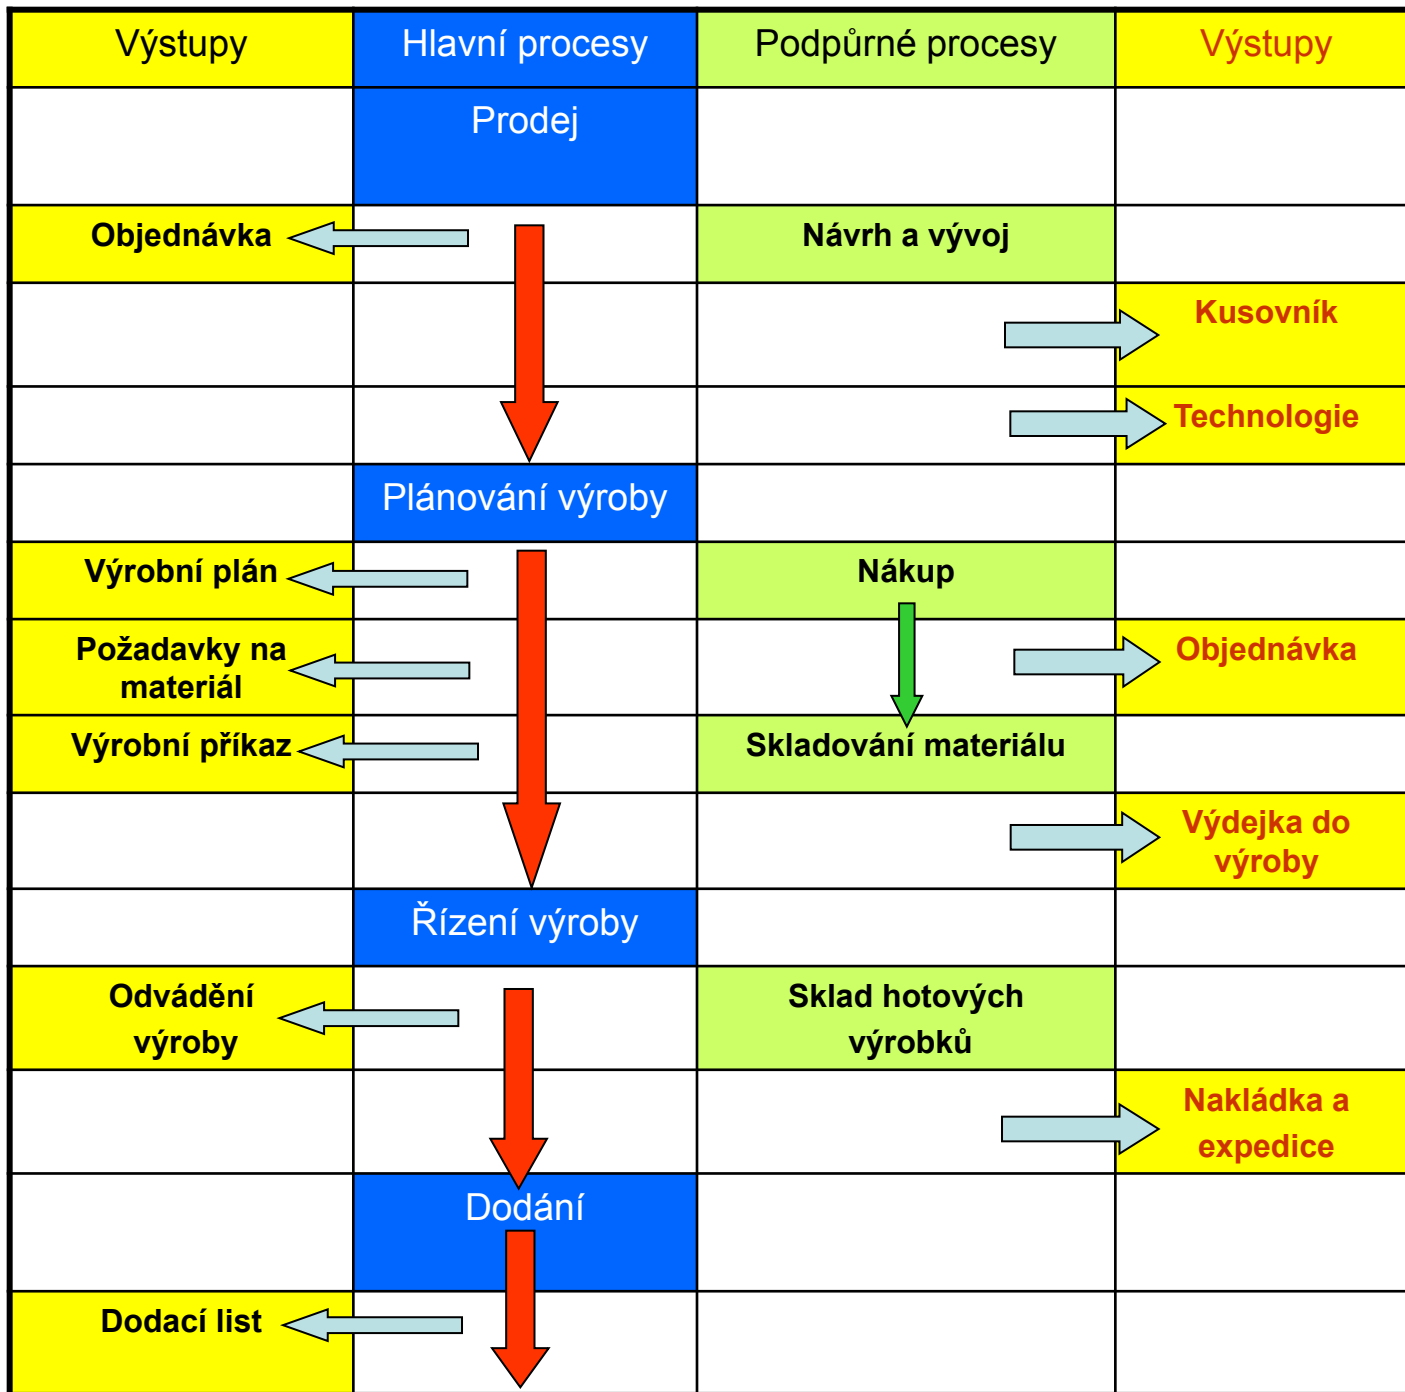 Výstupy
Hlavní procesy
Podpůrné procesy
Výstupy
Prodej
Objednávka
Návrh a vývoj
Kusovník
Technologie
Plánování výroby
Výrobní plán
Nákup
Požadavky na
materiál
Objednávka
Výrobní příkaz
Skladování materiálu
Výdejka do
výroby
Řízení výroby
Odvádění
výroby
Sklad hotových
výrobků
Nakládka a
expedice
Dodání
Dodací list